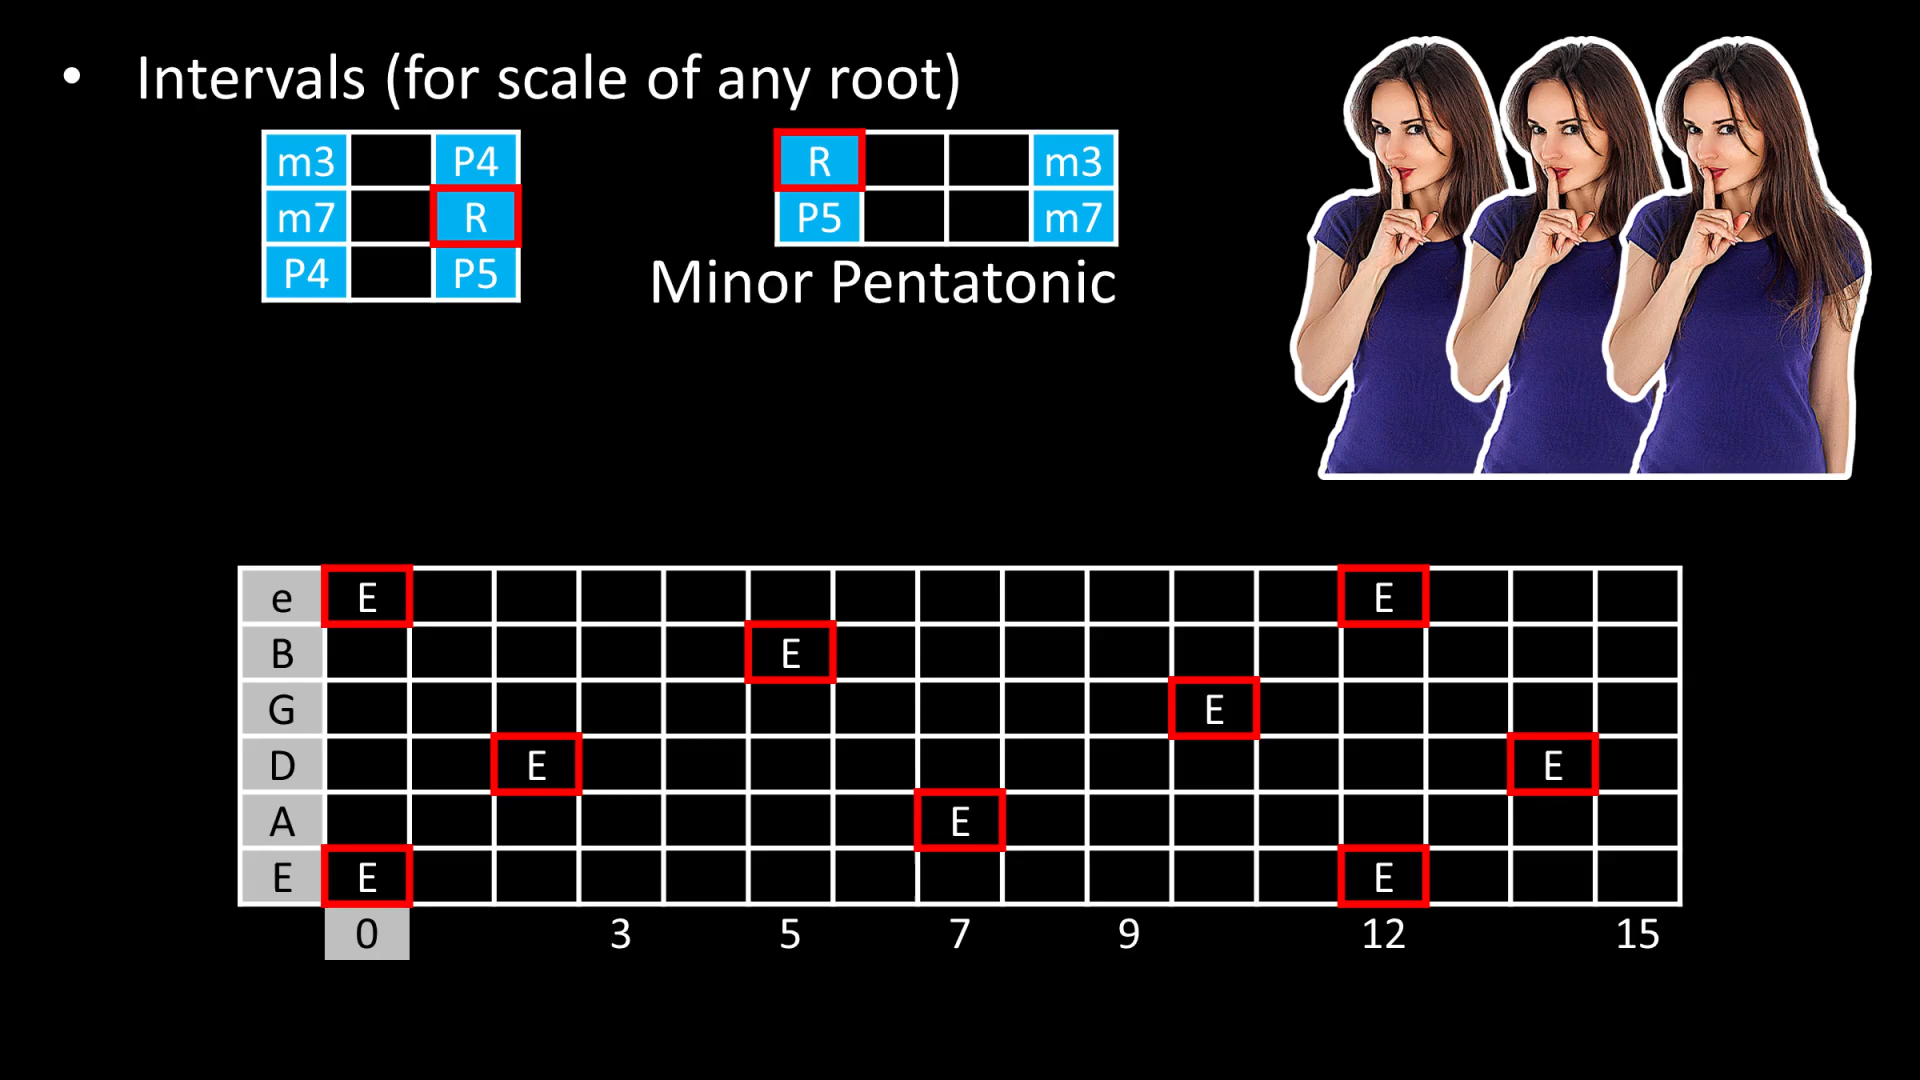 • Intervals (for scale of any root)
m3 P4
m7 R
P4 P5
R m3
P5 m7
Minor Pentatonic
e E E
B E
G E
D E E
A E
E E E
0 3 5 7 9 12 15